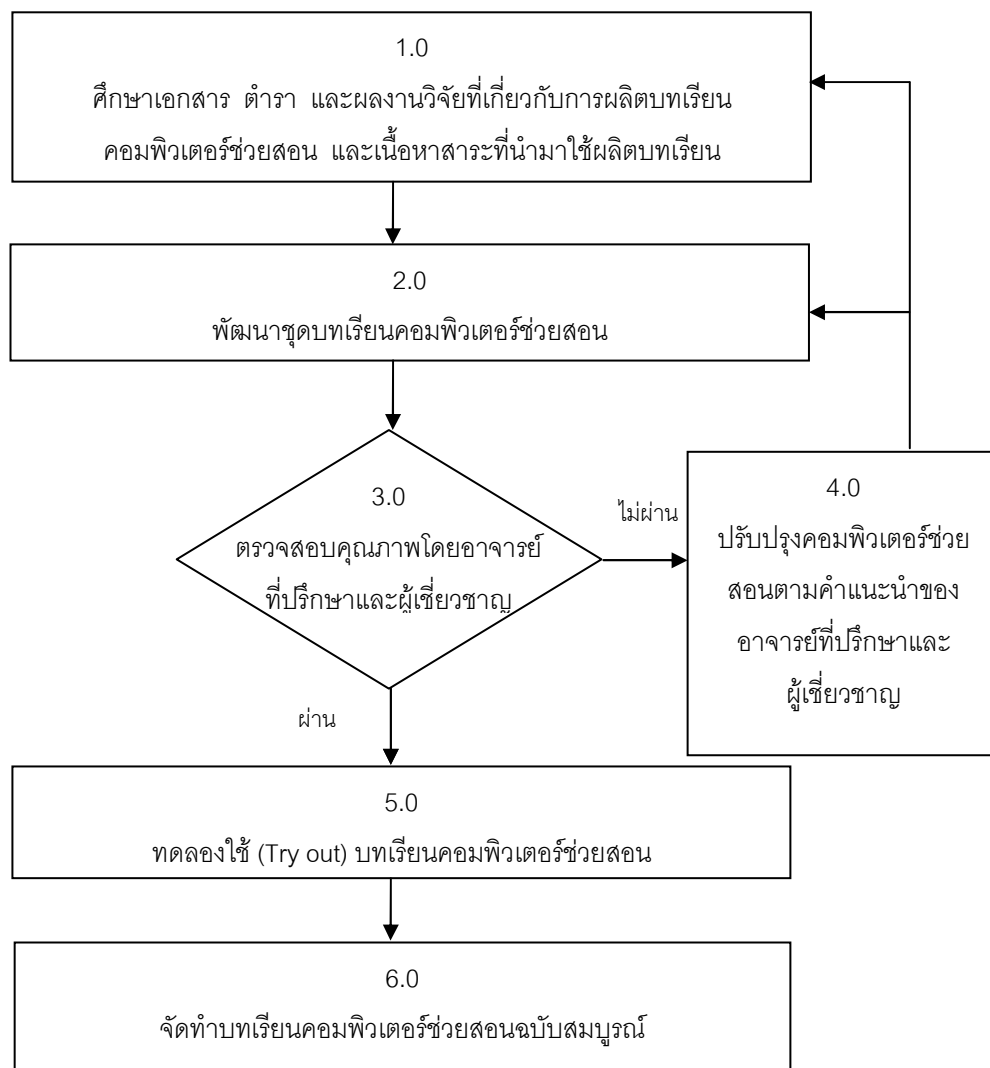 1.0
ศึกษาเอกสาร ตำรา และผลงานวิจัยที่เกี่ยวกับการผลิตบทเรียน
คอมพิวเตอร์ช่วยสอน และเนื้อหาสาระที่นำมาใช้ผลิตบทเรียน
2.0
พัฒนาชุดบทเรียนคอมพิวเตอร์ช่วยสอน
3.0
ตรวจสอบคุณภาพโดยอาจารย์
ที่ปรึกษาและผู้เชี่ยวชาญ
ไม่ผ่าน
4.0
ปรับปรุงคอมพิวเตอร์ช่วย
สอนตามคำแนะนำของ
อาจารย์ที่ปรึกษาและ
ผู้เชี่ยวชาญ
ผ่าน
5.0
ทดลองใช้ (Try out) บทเรียนคอมพิวเตอร์ช่วยสอน
6.0
จัดทำบทเรียนคอมพิวเตอร์ช่วยสอนฉบับสมบูรณ์